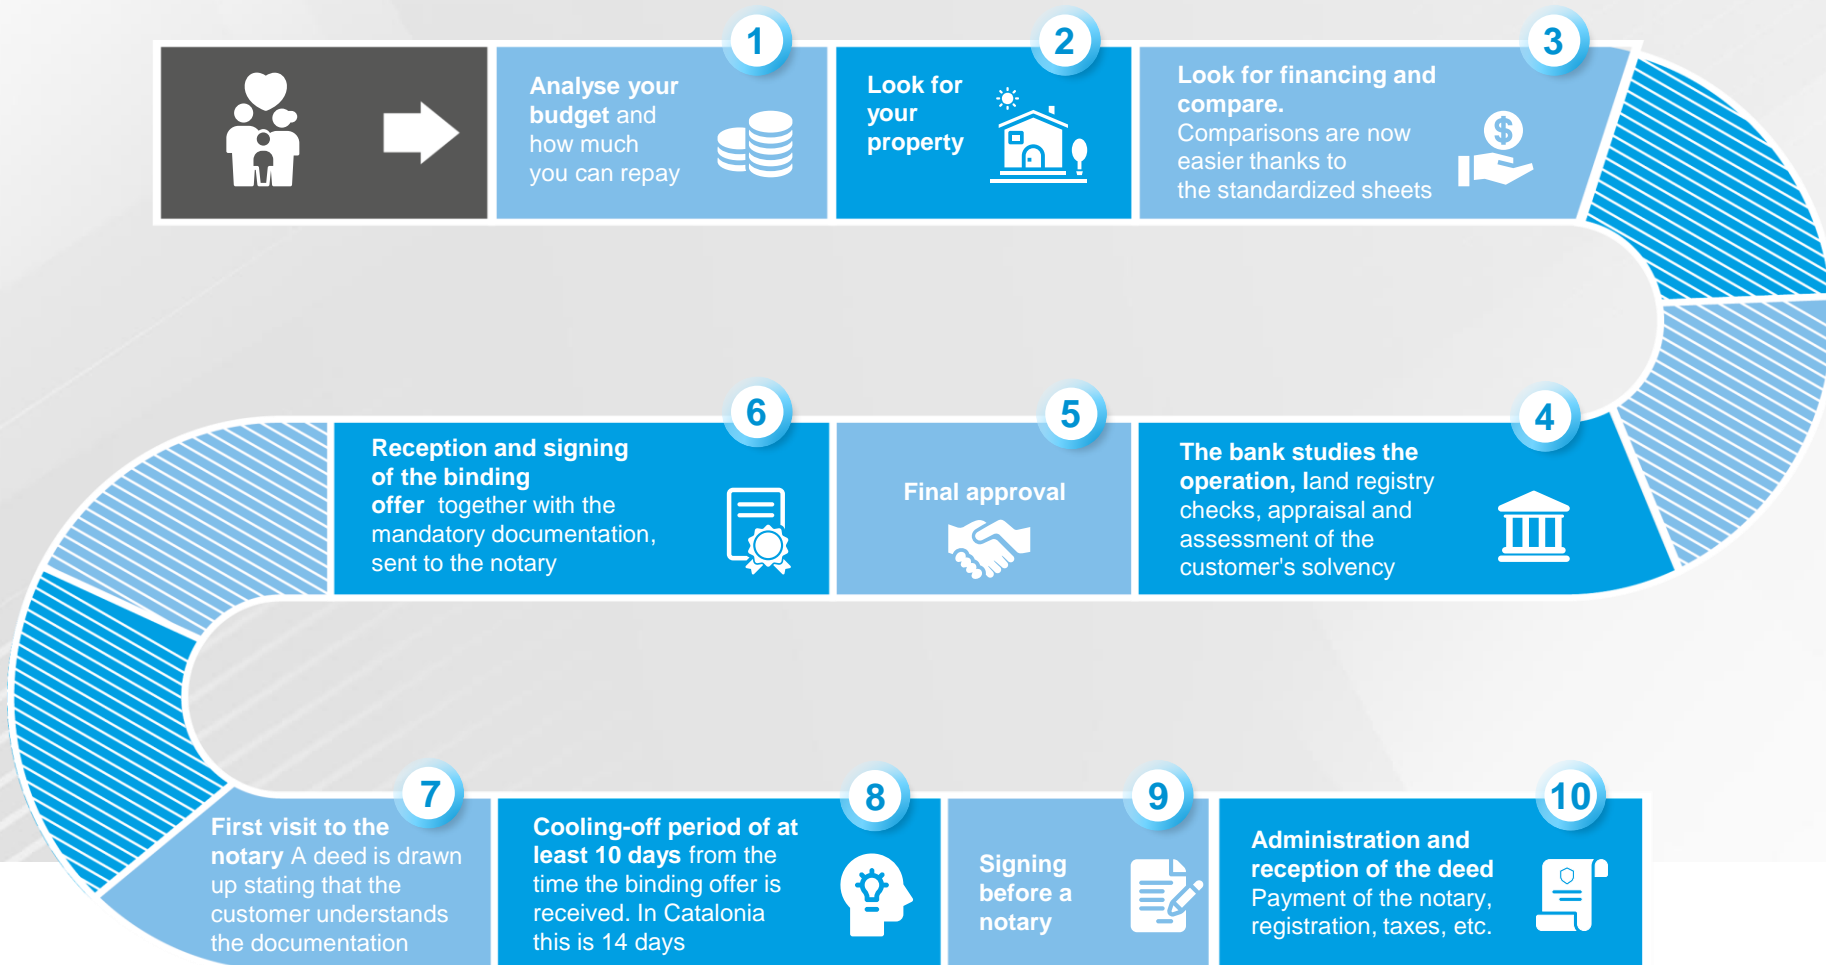 1
Analyse your
budget and
how much
you can repay
2
Look for
your
property
3
Look for financing and
compare.
Comparisons are now
easier thanks to
the standardized sheets
$
4
The bank studies the
operation, land registry
checks, appraisal and
assessment of the
customer's solvency
5
Final approval
6
Reception and signing
of the binding
offer together with the
mandatory documentation,
sent to the notary
7
First visit to the
notary A deed is drawn
up stating that the
customer understands
the documentation
8
Cooling-off period of at
least 10 days from the
time the binding offer is
received. In Catalonia
this is 14 days
9
Signing
before a
notary
10
Administration and
reception of the deed
Payment of the notary,
registration, taxes, etc.